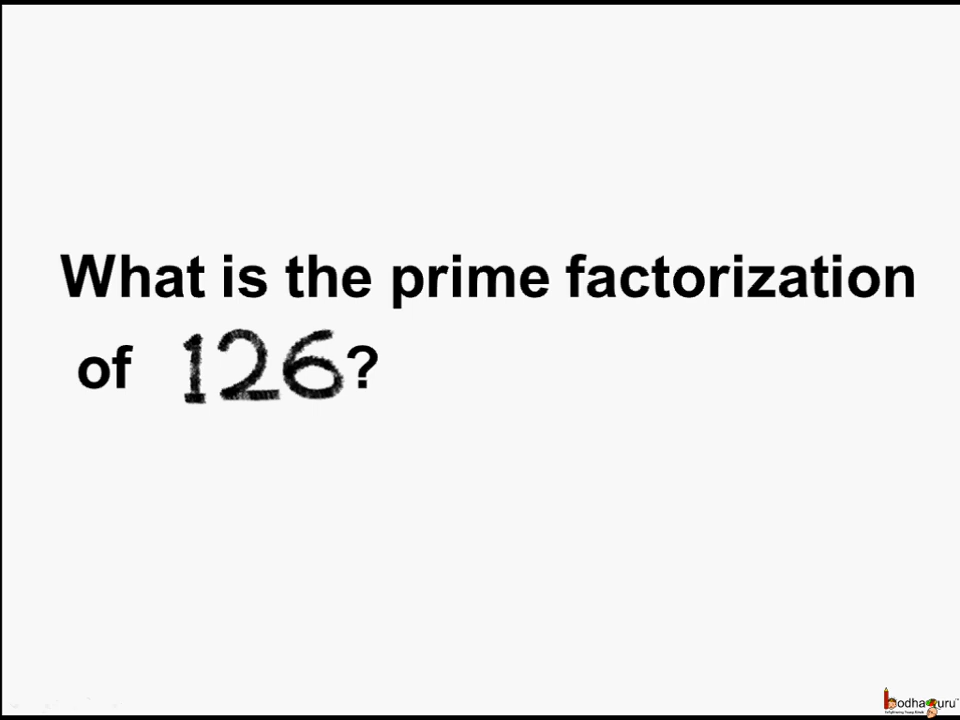 What is the prime factorization
of 126 ?